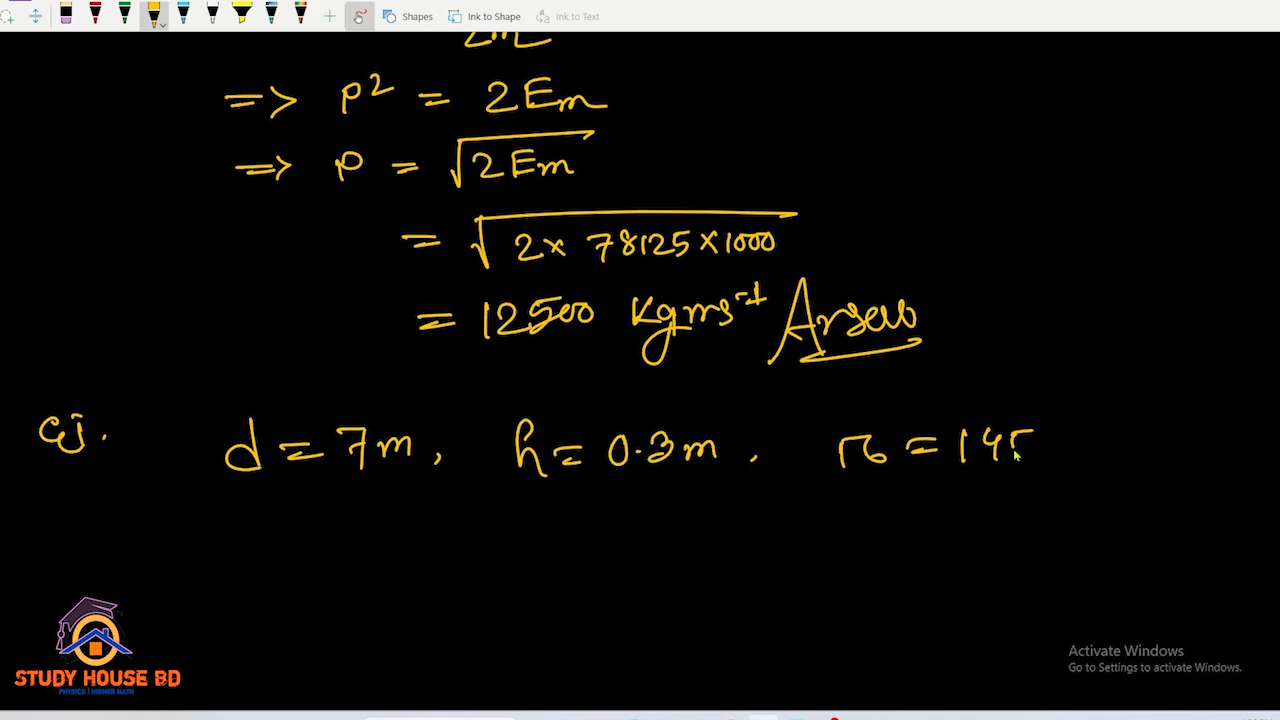 Shapes Ink to Shape Ink to Text
=> P² = 2Em
=> P = √2Em
= √2× 78125×1000
= 12500 kgms⁻¹ Answer
d = 7m, h = 0.3m, r = 145
Activate Windows
Go to Settings to activate Windows.
STUDY HOUSE BD
PHYSICS | HIGHER MATH